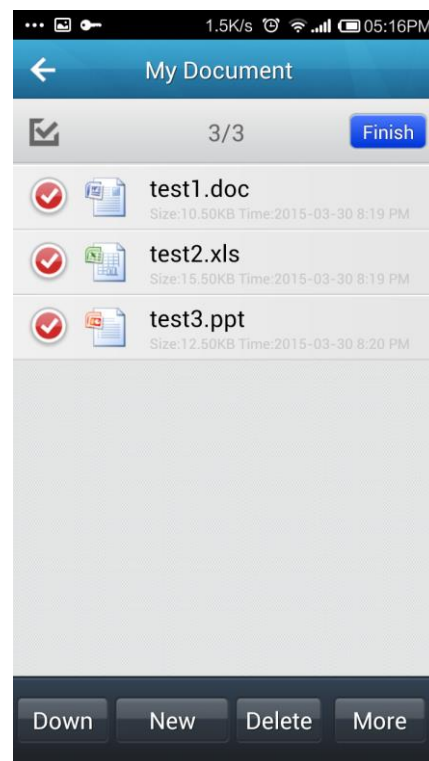 1.5K/s 05:16PM
My Document
3/3 Finish
test1.doc
Size:10.50KB Time:2015-03-30 8:19 PM
test2.xls
Size:15.50KB Time:2015-03-30 8:19 PM
test3.ppt
Size:12.50KB Time:2015-03-30 8:20 PM
Down New Delete More